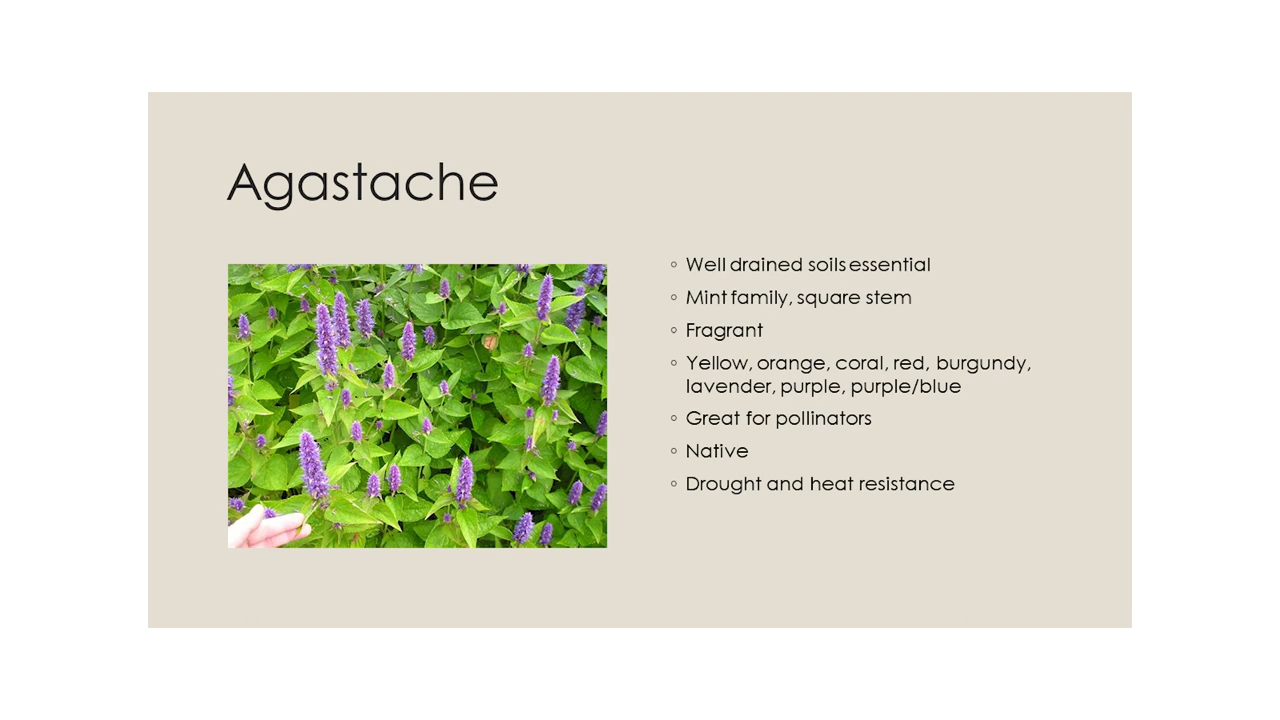 Agastache
◦ Well drained soils essential
◦ Mint family, square stem
◦ Fragrant
◦ Yellow, orange, coral, red, burgundy,
lavender, purple, purple/blue
◦ Great for pollinators
◦ Native
◦ Drought and heat resistance